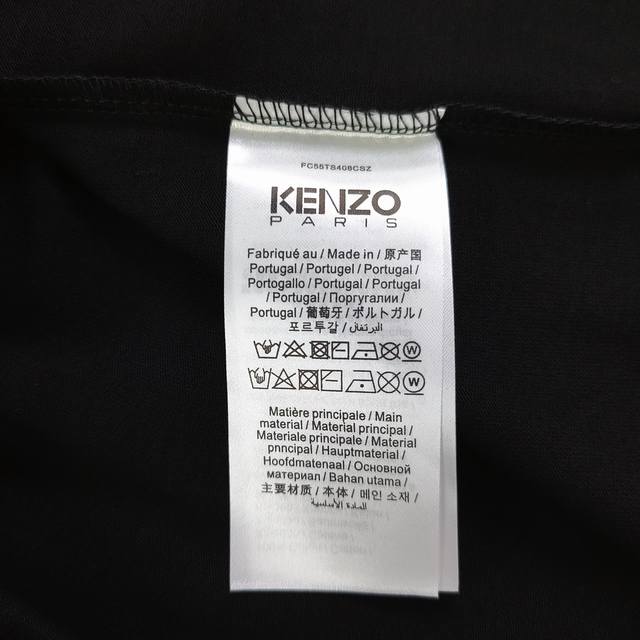 FC55TS408CSZ
KENZO
PARIS
Fabriqué au / Made in / 原产国
Portugal / Portugel / Portugal /
Portogallo / Portugal / Portugal
/ Portugal / Португалии /
Portugal / 葡萄牙 / ポルトガル /
포르투갈 / البرتغال
W
W
Matière principale / Main
material / Material principal /
Materiale principale / Material
pnncipal / Hauptmaterial /
Hoofdmatenaal / Основной
материал / Bahan utama /
主要材质 / 本体 / 메인 소재 /
المادة الأساسية